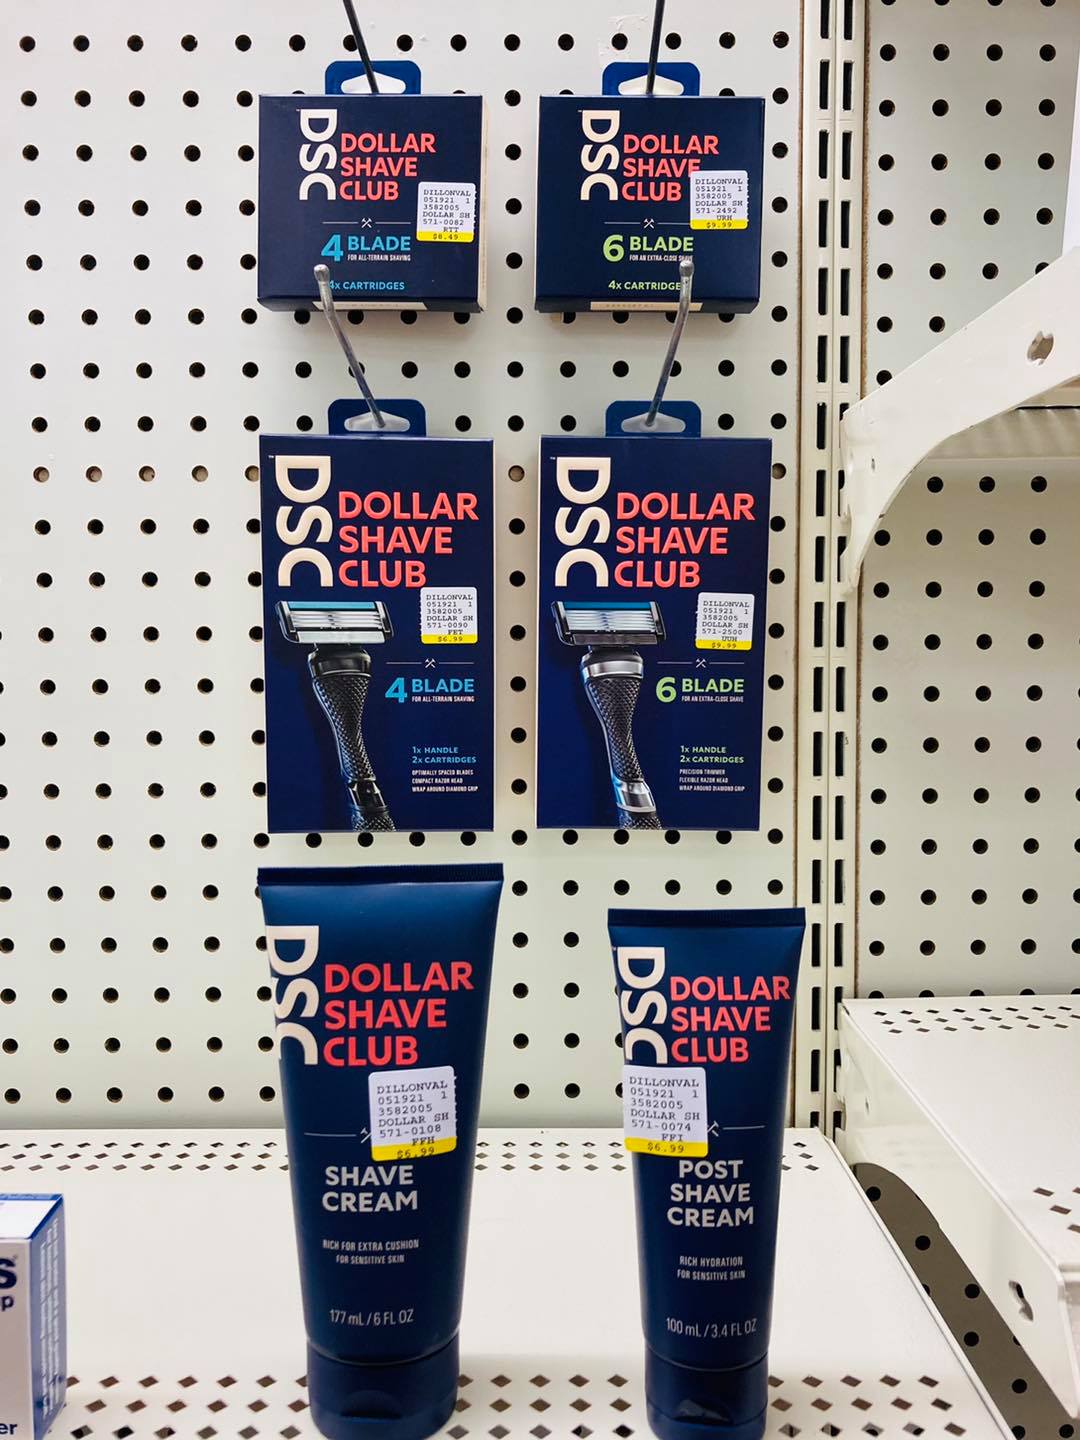 DSC
DOLLAR
SHAVE
CLUB
DILLONVAL
051921 1
3582005
DOLLAR SH
571-0082
RTT
$8.49
4 BLADE
FOR ALL-TERRAIN SHAVING
4x CARTRIDGES
DSC
DOLLAR
SHAVE
CLUB
DILLONVAL
051921 1
3582005
DOLLAR SH
571-2492
URH
$9.99
6 BLADE
FOR AN EXTRA-CLOSE SHAVE
4x CARTRIDGES
DSC
DOLLAR
SHAVE
CLUB
DILLONVAL
051921 1
3582005
DOLLAR SH
571-0090
FET
$6.99
4 BLADE
FOR ALL-TERRAIN SHAVING
1x HANDLE
2x CARTRIDGES
OPTIMALLY SPACED BLADES
COMPACT RAZOR HEAD
WRAP AROUND DIAMOND GRIP
DSC
DOLLAR
SHAVE
CLUB
DILLONVAL
051921 1
3582005
DOLLAR SH
571-2500
UUH
$9.99
6 BLADE
FOR AN EXTRA-CLOSE SHAVE
1x HANDLE
2x CARTRIDGES
PRECISION TRIMMER
FLEXIBLE RAZOR HEAD
WRAP AROUND DIAMOND GRIP
DSC
DOLLAR
SHAVE
CLUB
DILLONVAL
051921 1
3582005
DOLLAR SH
571-0108
FFH
$5.99
SHAVE
CREAM
RICH FOR EXTRA CUSHION
FOR SENSITIVE SKIN
177 mL / 6 FL OZ
DSC
DOLLAR
SHAVE
CLUB
DILLONVAL
051921 1
3582005
DOLLAR SH
571-0074
FFI
$6.99
POST
SHAVE
CREAM
RICH HYDRATION
FOR SENSITIVE SKIN
100 mL / 3.4 FL OZ